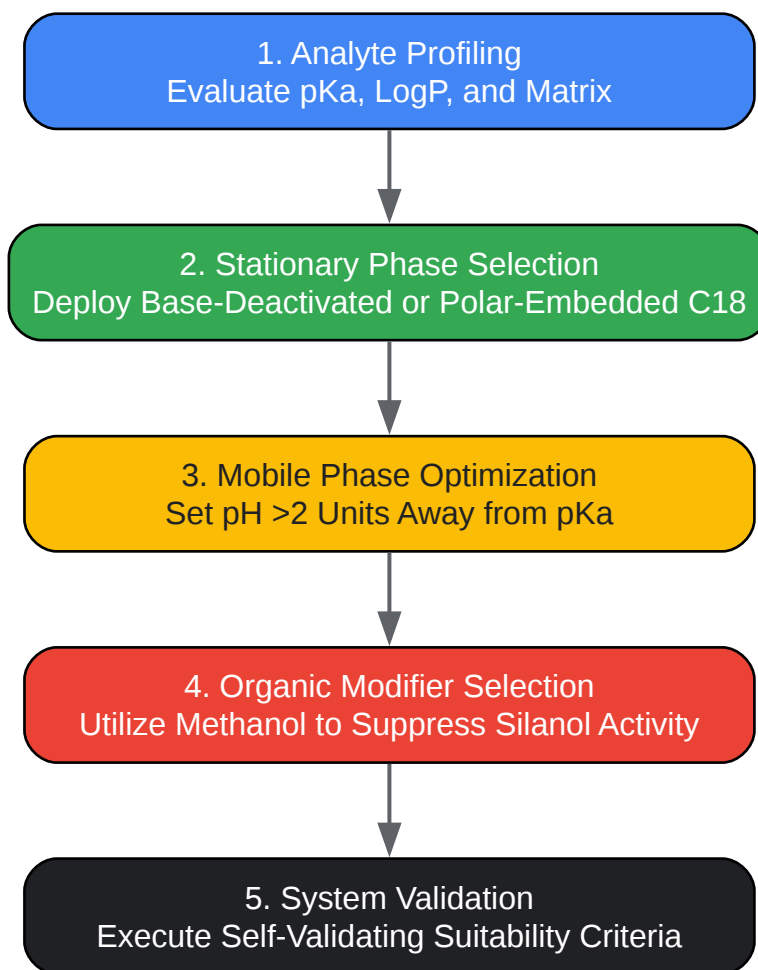 1. Analyte Profiling
Evaluate pKa, LogP, and Matrix
2. Stationary Phase Selection
Deploy Base-Deactivated or Polar-Embedded C18
3. Mobile Phase Optimization
Set pH >2 Units Away from pKa
4. Organic Modifier Selection
Utilize Methanol to Suppress Silanol Activity
5. System Validation
Execute Self-Validating Suitability Criteria